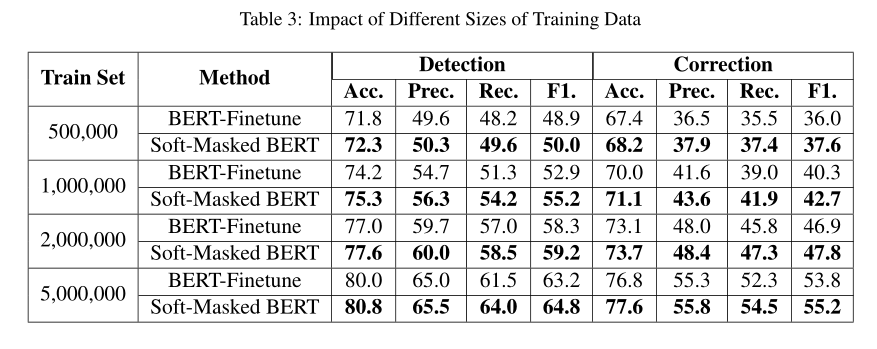 Table 3: Impact of Different Sizes of Training Data
Train Set Method Detection Correction
Acc. Prec. Rec. F1. Acc. Prec. Rec. F1.
500,000 BERT-Finetune 71.8 49.6 48.2 48.9 67.4 36.5 35.5 36.0
Soft-Masked BERT 72.3 50.3 49.6 50.0 68.2 37.9 37.4 37.6
1,000,000 BERT-Finetune 74.2 54.7 51.3 52.9 70.0 41.6 39.0 40.3
Soft-Masked BERT 75.3 56.3 54.2 55.2 71.1 43.6 41.9 42.7
2,000,000 BERT-Finetune 77.0 59.7 57.0 58.3 73.1 48.0 45.8 46.9
Soft-Masked BERT 77.6 60.0 58.5 59.2 73.7 48.4 47.3 47.8
5,000,000 BERT-Finetune 80.0 65.0 61.5 63.2 76.8 55.3 52.3 53.8
Soft-Masked BERT 80.8 65.5 64.0 64.8 77.6 55.8 54.5 55.2